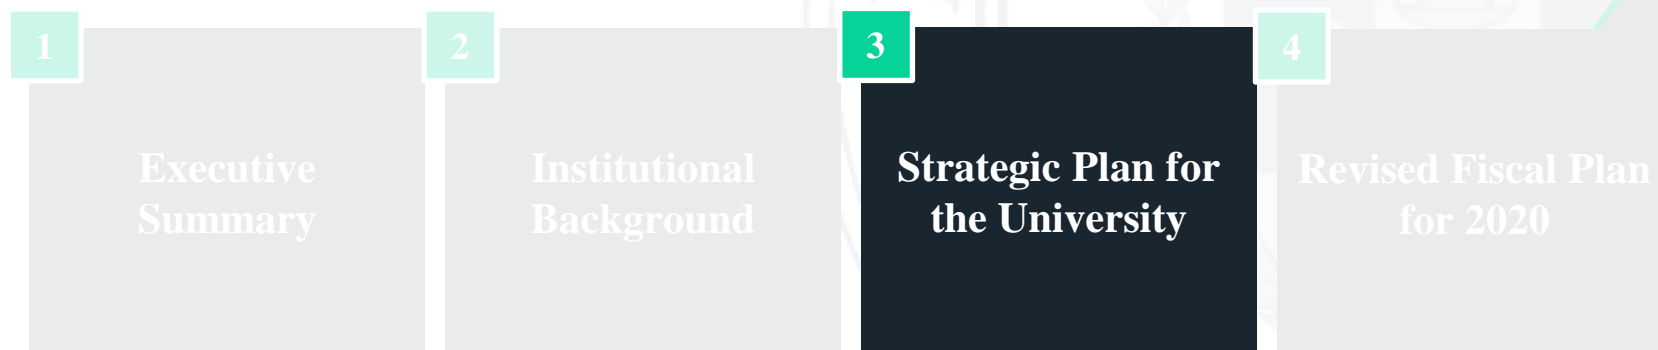 1
Executive
Summary
2
Institutional
Background
3
Strategic Plan for
the University
4
Revised Fiscal Plan
for 2020